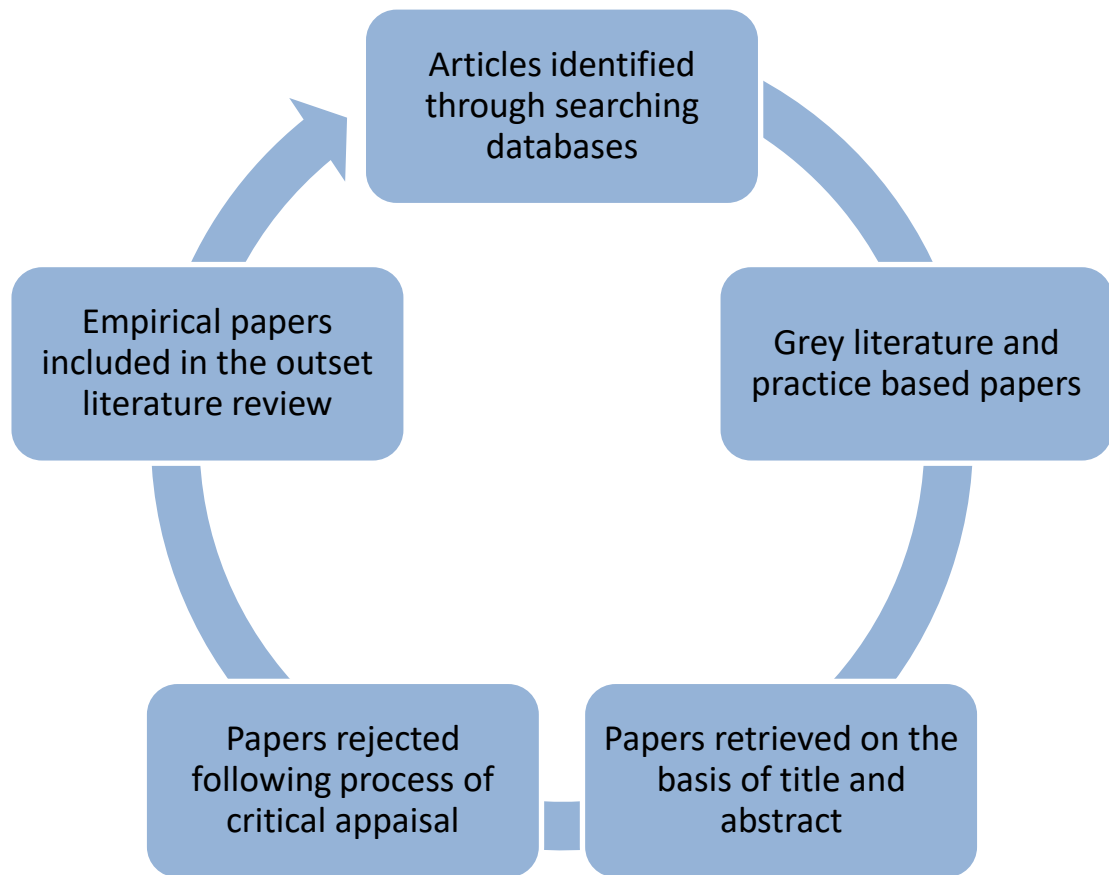 Articles identified
through searching
databases
Grey literature and
practice based papers
Papers retrieved on the
basis of title and
abstract
Papers rejected
following process of
critical appaisal
Empirical papers
included in the outset
literature review